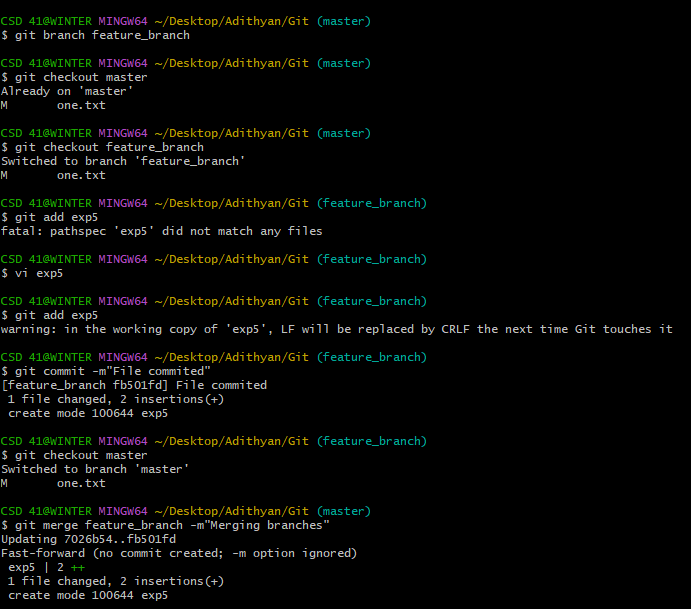 CSD 41@WINTER MINGW64 ~/Desktop/Adithyan/Git (master)
$ git branch feature_branch
CSD 41@WINTER MINGW64 ~/Desktop/Adithyan/Git (master)
$ git checkout master
Already on 'master'
M       one.txt
CSD 41@WINTER MINGW64 ~/Desktop/Adithyan/Git (master)
$ git checkout feature_branch
Switched to branch 'feature_branch'
M       one.txt
CSD 41@WINTER MINGW64 ~/Desktop/Adithyan/Git (feature_branch)
$ git add exp5
fatal: pathspec 'exp5' did not match any files
CSD 41@WINTER MINGW64 ~/Desktop/Adithyan/Git (feature_branch)
$ vi exp5
CSD 41@WINTER MINGW64 ~/Desktop/Adithyan/Git (feature_branch)
$ git add exp5
warning: in the working copy of 'exp5', LF will be replaced by CRLF the next time Git touches it
CSD 41@WINTER MINGW64 ~/Desktop/Adithyan/Git (feature_branch)
$ git commit -m"File commited"
[feature_branch fb501fd] File commited
 1 file changed, 2 insertions(+)
 create mode 100644 exp5
CSD 41@WINTER MINGW64 ~/Desktop/Adithyan/Git (feature_branch)
$ git checkout master
Switched to branch 'master'
M       one.txt
CSD 41@WINTER MINGW64 ~/Desktop/Adithyan/Git (master)
$ git merge feature_branch -m"Merging branches"
Updating 7026b54..fb501fd
Fast-forward (no commit created; -m option ignored)
 exp5 | 2 ++
 1 file changed, 2 insertions(+)
 create mode 100644 exp5